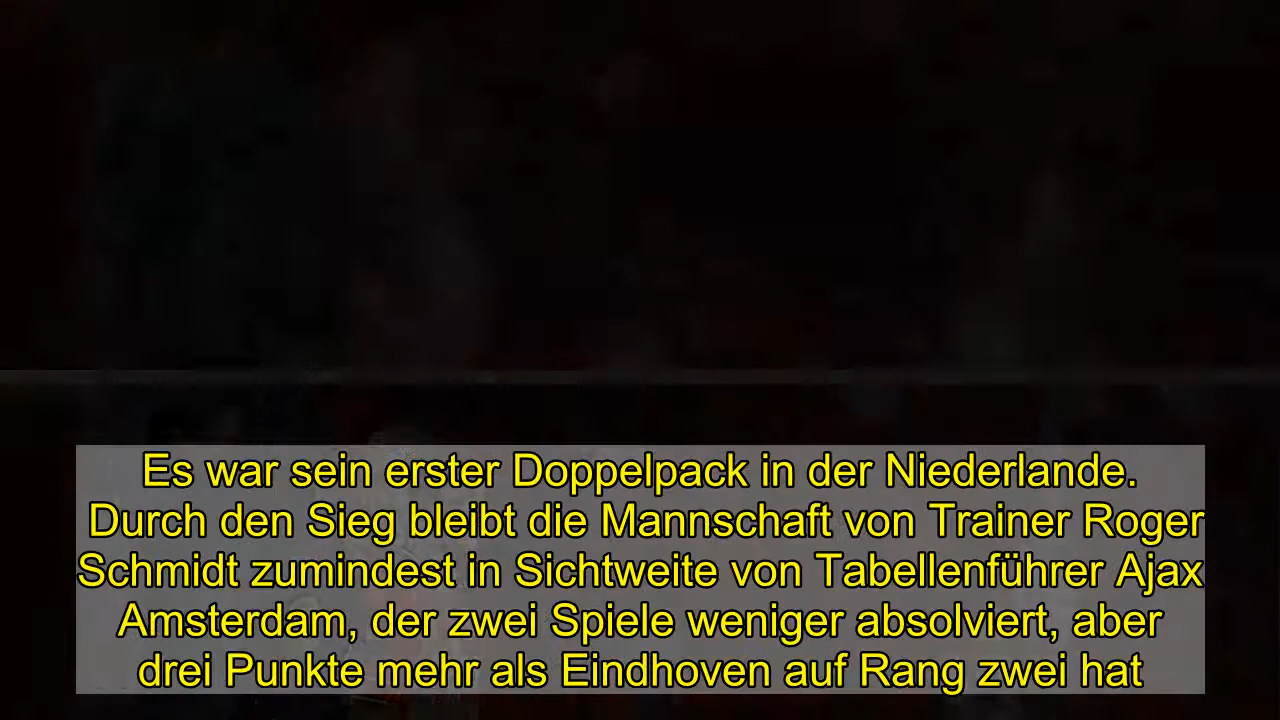 Es war sein erster Doppelpack in der Niederlande.
Durch den Sieg bleibt die Mannschaft von Trainer Roger
Schmidt zumindest in Sichtweite von Tabellenführer Ajax
Amsterdam, der zwei Spiele weniger absolviert, aber
drei Punkte mehr als Eindhoven auf Rang zwei hat